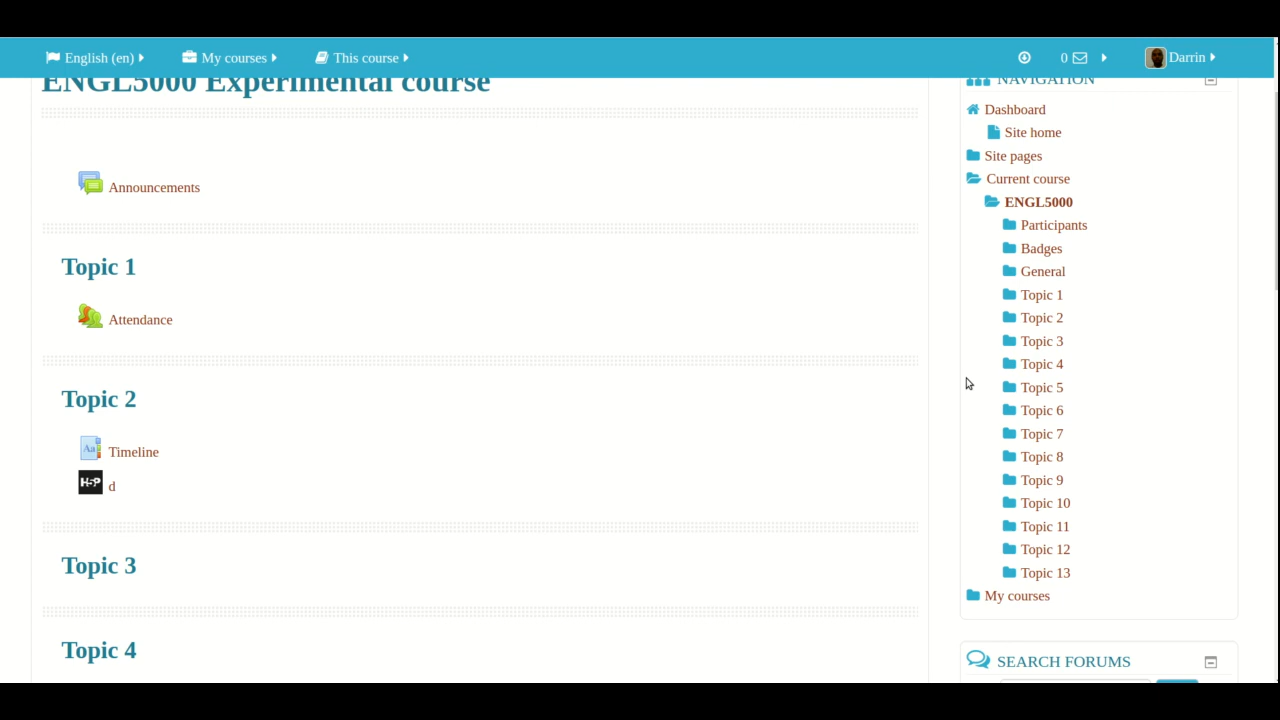 English (en)
My courses
This course
0
Darrin
ENGL5000 Experimental course
Announcements
Topic 1
Attendance
Topic 2
Aa
Timeline
H-P
d
Topic 3
Topic 4
NAVIGATION
Dashboard
Site home
Site pages
Current course
ENGL5000
Participants
Badges
General
Topic 1
Topic 2
Topic 3
Topic 4
Topic 5
Topic 6
Topic 7
Topic 8
Topic 9
Topic 10
Topic 11
Topic 12
Topic 13
My courses
SEARCH FORUMS